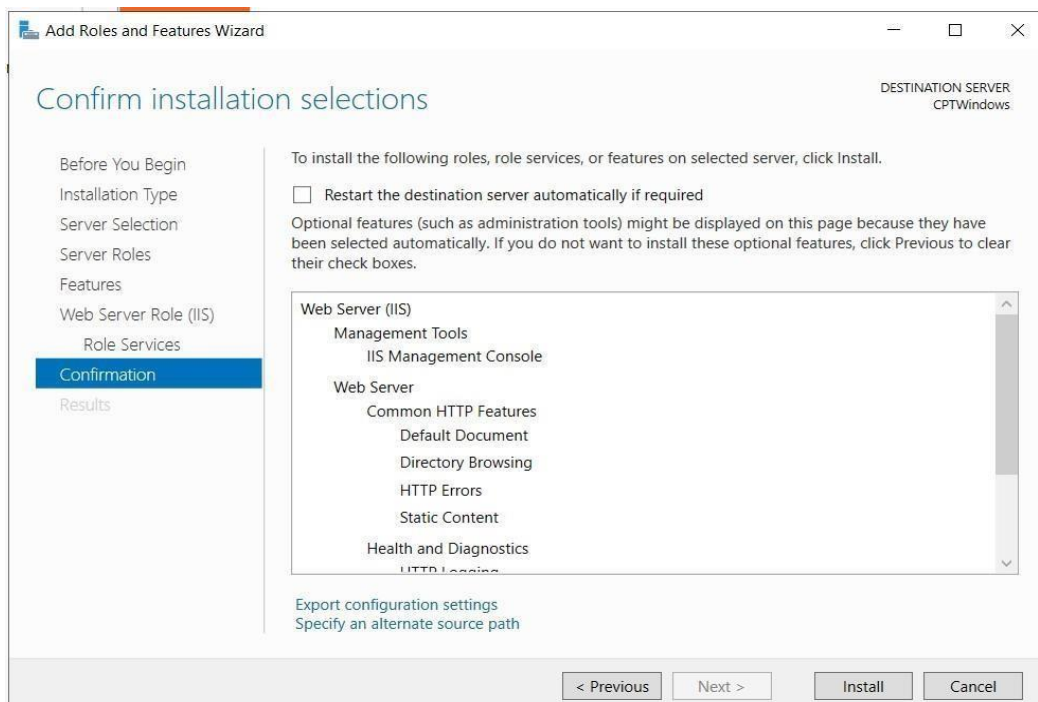 Add Roles and Features Wizard
Confirm installation selections
DESTINATION SERVER
CPTWindows
Before You Begin
Installation Type
Server Selection
Server Roles
Features
Web Server Role (IIS)
Role Services
Confirmation
Results
To install the following roles, role services, or features on selected server, click Install.
Restart the destination server automatically if required
Optional features (such as administration tools) might be displayed on this page because they have
been selected automatically. If you do not want to install these optional features, click Previous to clear
their check boxes.
Web Server (IIS)
Management Tools
IIS Management Console
Web Server
Common HTTP Features
Default Document
Directory Browsing
HTTP Errors
Static Content
Health and Diagnostics
HTTP Logging
Export configuration settings
Specify an alternate source path
< Previous
Next >
Install
Cancel